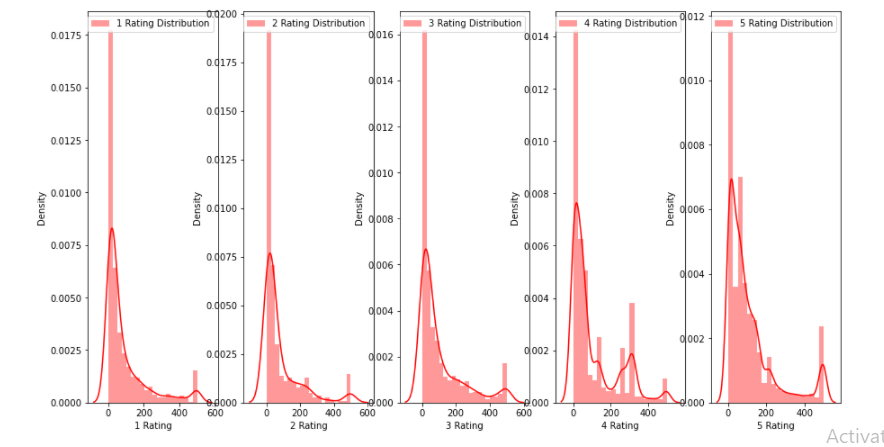 1 Rating Distribution
0.0175
0.0150
0.0125
0.0100
0.0075
0.0050
0.0025
0.0000
Density
0 200 400 600
1 Rating
2 Rating Distribution
0.0200
0.0175
0.0150
0.0125
0.0100
0.0075
0.0050
0.0025
0.0000
Density
0 200 400 600
2 Rating
3 Rating Distribution
0.016
0.014
0.012
0.010
0.008
0.006
0.004
0.002
0.000
Density
0 200 400 600
3 Rating
4 Rating Distribution
0.014
0.012
0.010
0.008
0.006
0.004
0.002
0.000
Density
0 200 400
4 Rating
5 Rating Distribution
0.012
0.010
0.008
0.006
0.004
0.002
0.000
Density
0 200 400
5 Rating
Activat